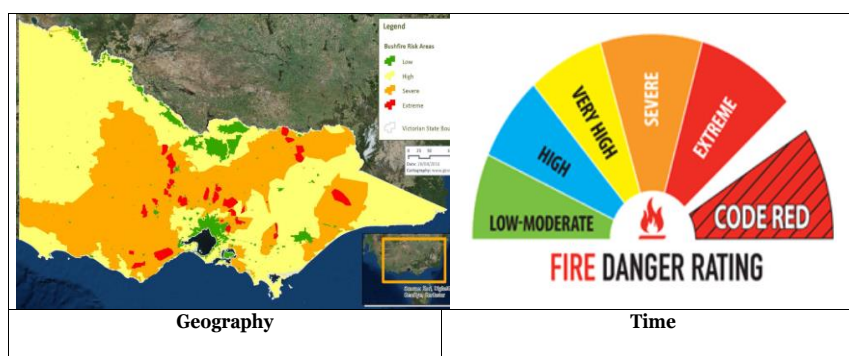 Legend
Bushfire Risk Areas
Low
High
Severe
Extreme
Victorian State Bou
LOW-MODERATE
HIGH
VERY HIGH
SEVERE
EXTREME
CODE RED
FIRE DANGER RATING
Geography
Time